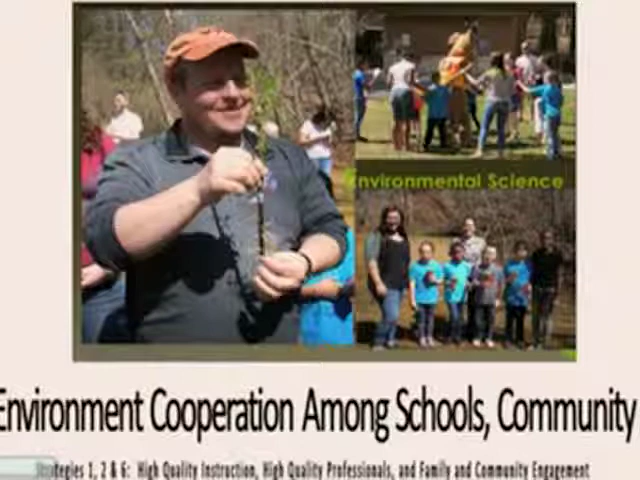 Environmental Science
Environment Cooperation Among Schools, Community
Strategies 1, 2 & 6: High Quality Instruction, High Quality Professionals, and Family and Community Engagement